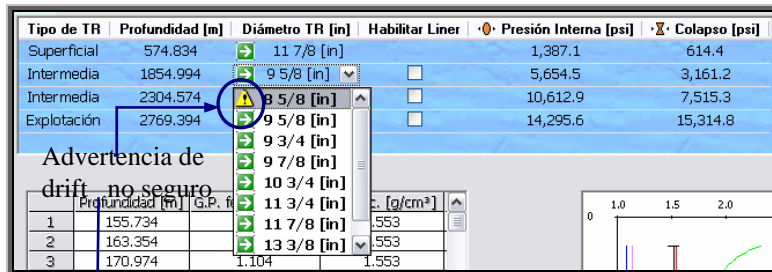 Tipo de TR Profundidad [m] Diámetro TR [in] Habilitar Liner Presión Interna [psi] Colapso [psi]
Superficial 574.834 11 7/8 [in] 1,387.1 614.4
Intermedia 1854.994 9 5/8 [in] 5,654.5 3,161.2
Intermedia 2304.574 10,612.9 7,515.3
Explotación 2769.394 14,295.6 15,314.8
8 5/8 [in]
9 5/8 [in]
9 3/4 [in]
9 7/8 [in]
10 3/4 [in]
11 3/4 [in]
11 7/8 [in]
13 3/8 [in]
Advertencia de
drift no seguro
Profundidad [m] G.P. c. [g/cm³]
1 155.734 .553
2 163.354 .553
3 170.974 1.104 1.553
1.0 1.5 2.0
0